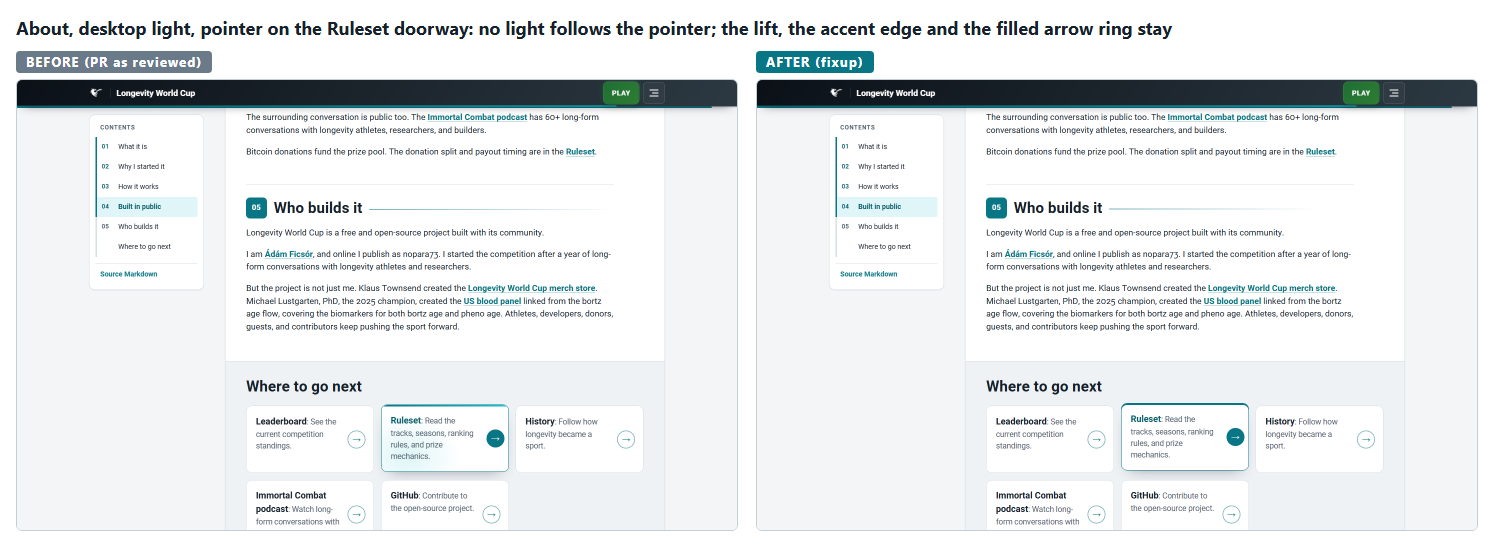 About, desktop light, pointer on the Ruleset doorway: no light follows the pointer; the lift, the accent edge and the filled arrow ring stay
BEFORE (PR as reviewed)
Longevity World Cup
PLAY
CONTENTS
01 What it is
02 Why I started it
03 How it works
04 Built in public
05 Who builds it
Where to go next
Source Markdown
The surrounding conversation is public too. The Immortal Combat podcast has 60+ long-form
conversations with longevity athletes, researchers, and builders.
Bitcoin donations fund the prize pool. The donation split and payout timing are in the Ruleset.
05 Who builds it
Longevity World Cup is a free and open-source project built with its community.
I am Ádám Ficsór, and online I publish as nopara73. I started the competition after a year of long-
form conversations with longevity athletes and researchers.
But the project is not just me. Klaus Townsend created the Longevity World Cup merch store.
Michael Lustgarten, PhD, the 2025 champion, created the US blood panel linked from the bortz
age flow, covering the biomarkers for both bortz age and pheno age. Athletes, developers, donors,
guests, and contributors keep pushing the sport forward.
Where to go next
Leaderboard: See the
current competition
standings.
→
Ruleset: Read the
tracks, seasons, ranking
rules, and prize
mechanics.
→
History: Follow how
longevity became a
sport.
→
Immortal Combat
podcast: Watch long-
form conversations with
→
GitHub: Contribute to
the open-source project.
→
AFTER (fixup)
Longevity World Cup
PLAY
CONTENTS
01 What it is
02 Why I started it
03 How it works
04 Built in public
05 Who builds it
Where to go next
Source Markdown
The surrounding conversation is public too. The Immortal Combat podcast has 60+ long-form
conversations with longevity athletes, researchers, and builders.
Bitcoin donations fund the prize pool. The donation split and payout timing are in the Ruleset.
05 Who builds it
Longevity World Cup is a free and open-source project built with its community.
I am Ádám Ficsór, and online I publish as nopara73. I started the competition after a year of long-
form conversations with longevity athletes and researchers.
But the project is not just me. Klaus Townsend created the Longevity World Cup merch store.
Michael Lustgarten, PhD, the 2025 champion, created the US blood panel linked from the bortz
age flow, covering the biomarkers for both bortz age and pheno age. Athletes, developers, donors,
guests, and contributors keep pushing the sport forward.
Where to go next
Leaderboard: See the
current competition
standings.
→
Ruleset: Read the
tracks, seasons, ranking
rules, and prize
mechanics.
→
History: Follow how
longevity became a
sport.
→
Immortal Combat
podcast: Watch long-
form conversations with
→
GitHub: Contribute to
the open-source project.
→